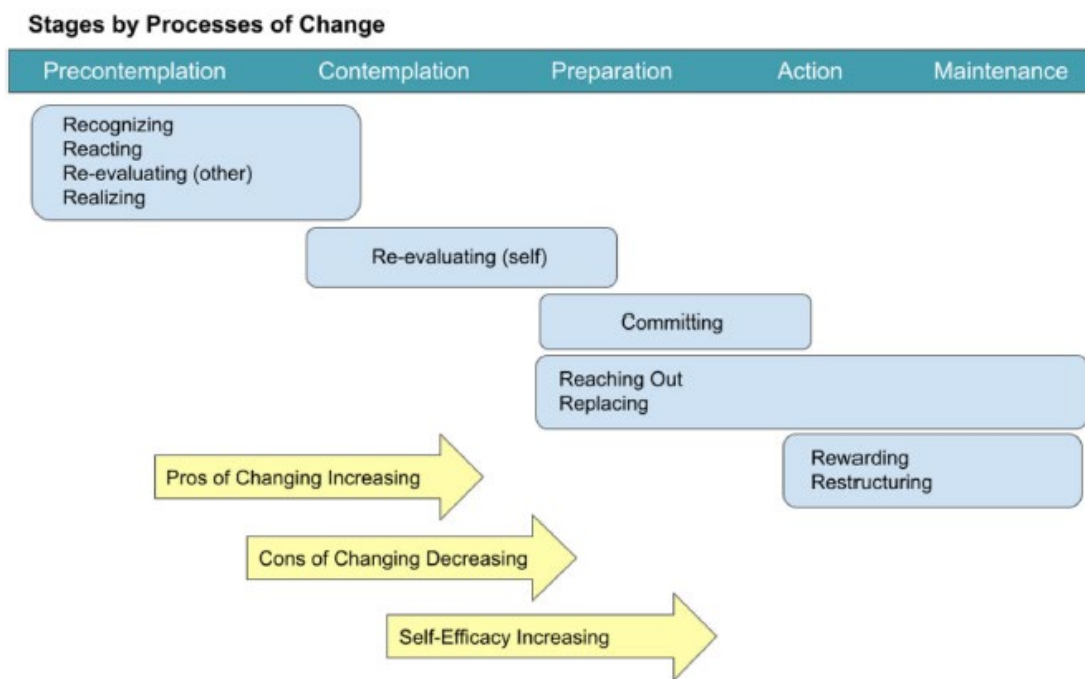 Stages by Processes of Change
Precontemplation Contemplation Preparation Action Maintenance
Recognizing
Reacting
Re-evaluating (other)
Realizing
Re-evaluating (self)
Committing
Reaching Out
Replacing
Rewarding
Restructuring
Pros of Changing Increasing
Cons of Changing Decreasing
Self-Efficacy Increasing